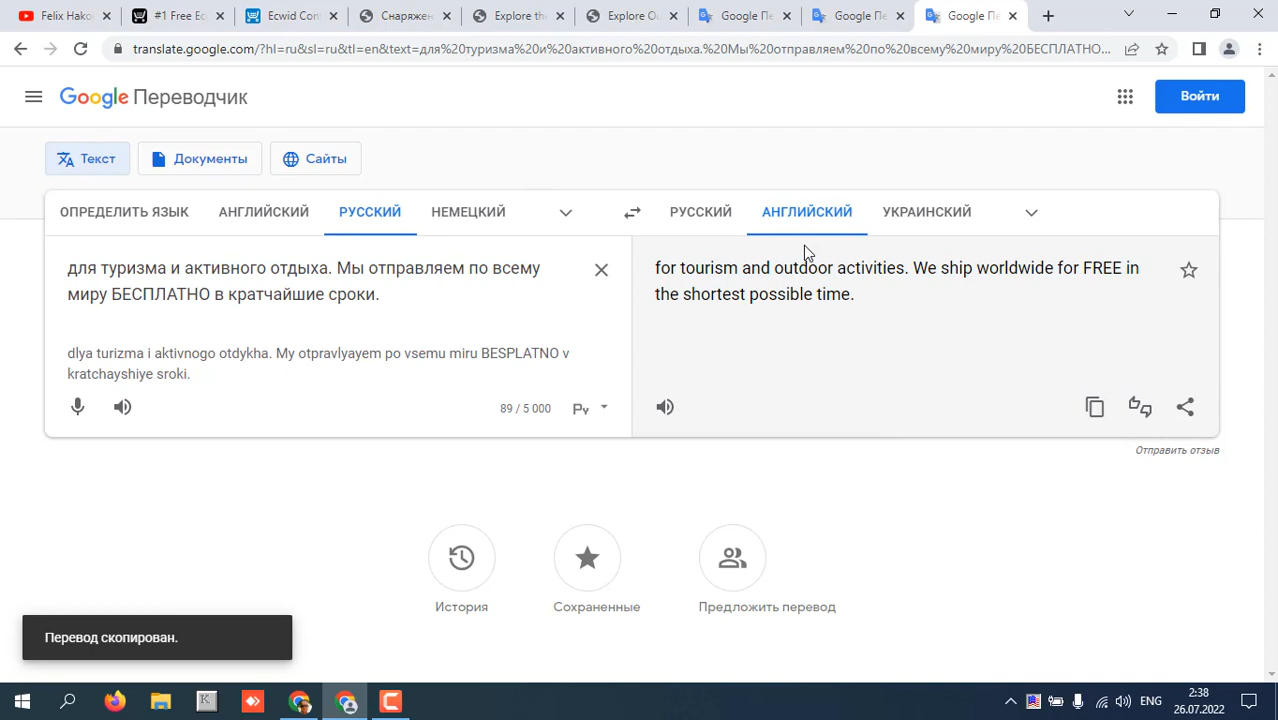 Felix Hako
#1 Free Ec
Ecwid Con
Снаряжен
Explore the
Explore Ou
Google Пе
Google Пе
Google Пе
translate.google.com/?hl=ru&sl=ru&tl=en&text=для%20туризма%20и%20активного%20отдыха.%20Мы%20отправляем%20по%20всему%20миру%20БЕСПЛАТНО...
Google Переводчик
Войти
Текст
Документы
Сайты
ОПРЕДЕЛИТЬ ЯЗЫК АНГЛИЙСКИЙ РУССКИЙ НЕМЕЦКИЙ
РУССКИЙ АНГЛИЙСКИЙ УКРАИНСКИЙ
для туризма и активного отдыха. Мы отправляем по всему
миру БЕСПЛАТНО в кратчайшие сроки.
dlya turizma i aktivnogo otdykha. My otpravlyayem po vsemu miru BESPLATNO v
kratchayshiye sroki.
89 / 5 000
Ру
for tourism and outdoor activities. We ship worldwide for FREE in
the shortest possible time.
Отправить отзыв
История
Сохраненные
Предложить перевод
Перевод скопирован.
ENG
2:38
26.07.2022